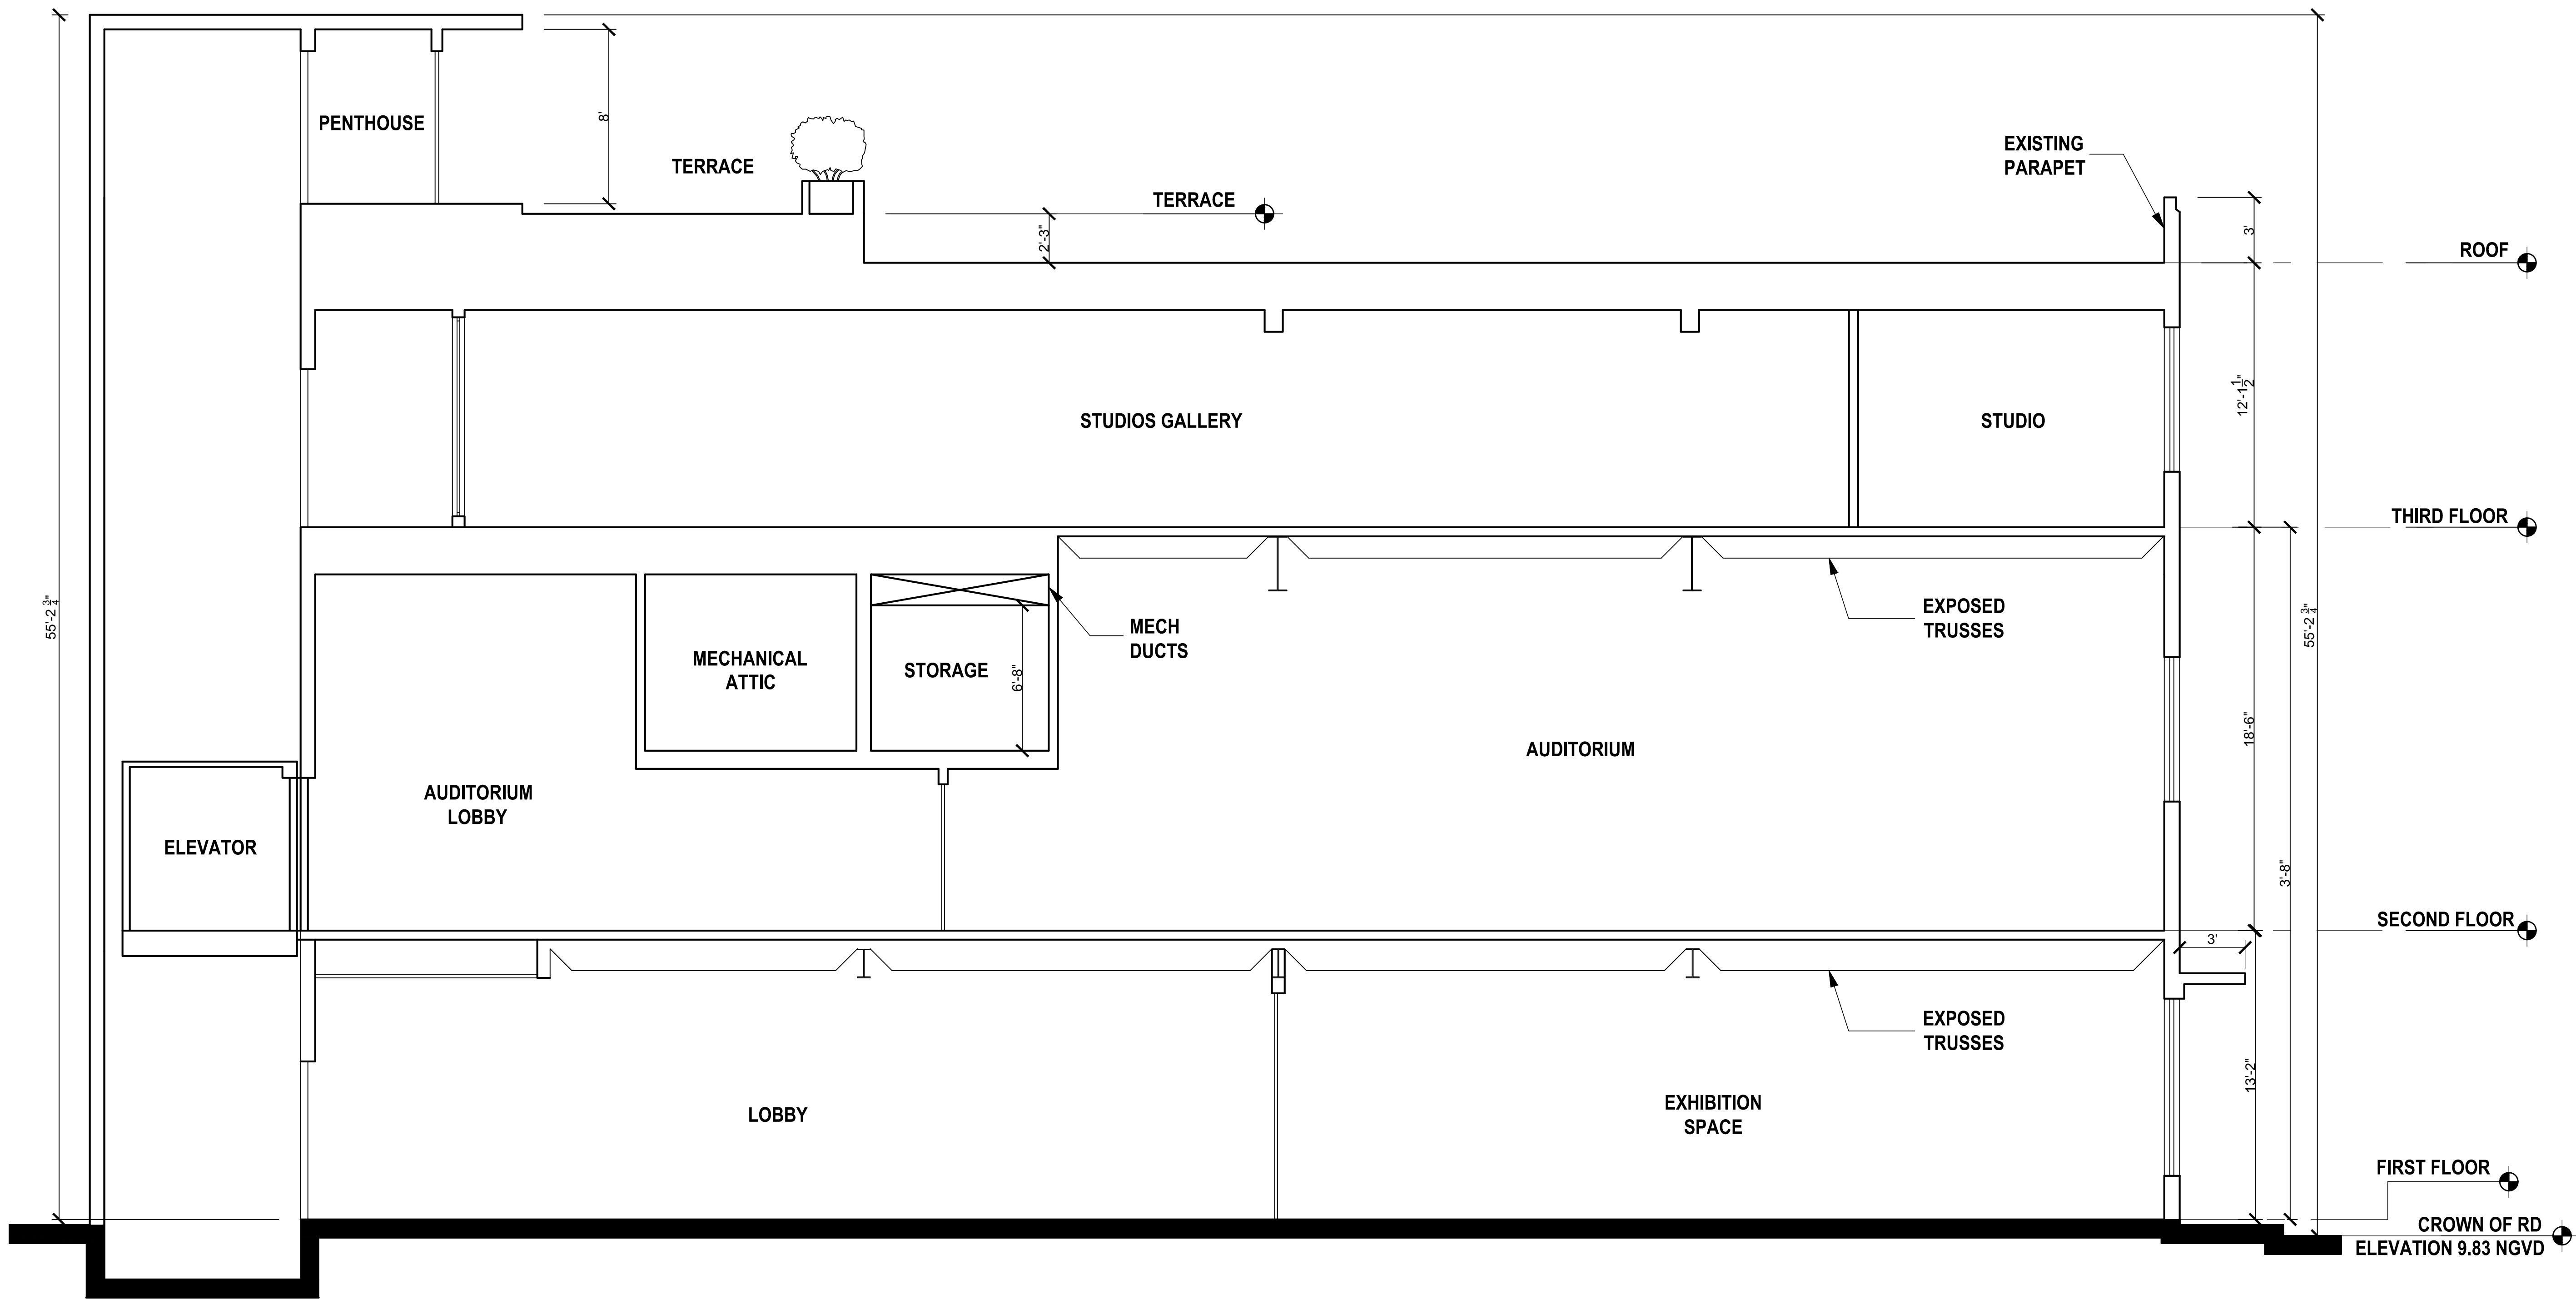 PENTHOUSE
8'
TERRACE
TERRACE
2'-3"
EXISTING
PARAPET
3'
ROOF
STUDIOS GALLERY
STUDIO
12'-1 1/2"
THIRD FLOOR
55'-2 3/4"
MECHANICAL
ATTIC
STORAGE
6'-8"
MECH
DUCTS
EXPOSED
TRUSSES
55'-2 3/4"
18'-6"
AUDITORIUM
AUDITORIUM
LOBBY
ELEVATOR
3'-8"
SECOND FLOOR
3'
EXPOSED
TRUSSES
13'-2"
LOBBY
EXHIBITION
SPACE
FIRST FLOOR
CROWN OF RD
ELEVATION 9.83 NGVD